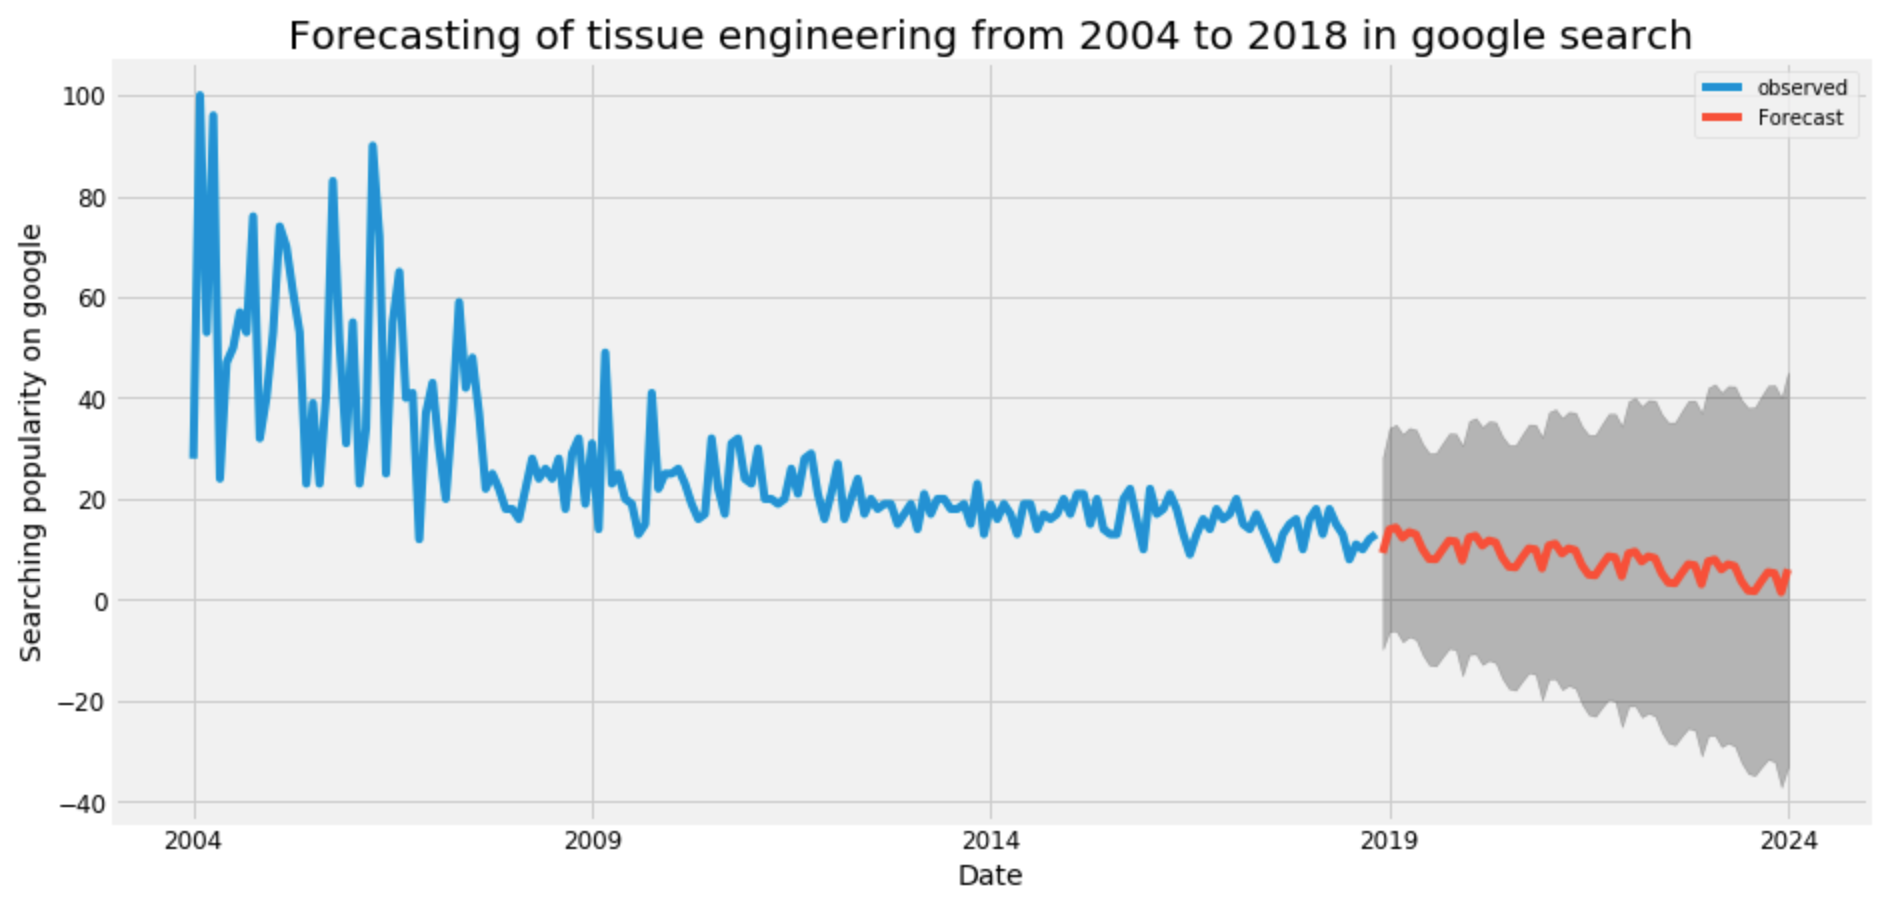 Forecasting of tissue engineering from 2004 to 2018 in google search
observed
Forecast
Searching popularity on google
100
80
60
40
20
0
−20
−40
2004 2009 2014 2019 2024
Date